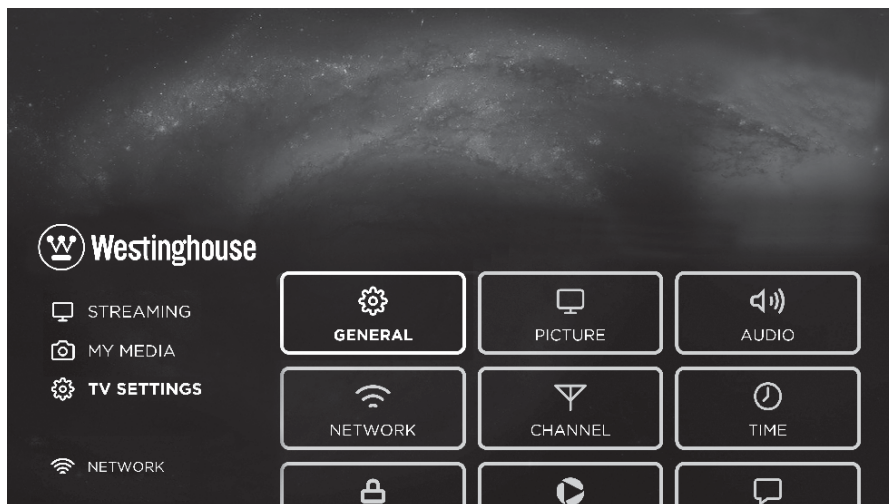 Westinghouse
STREAMING
MY MEDIA
TV SETTINGS
NETWORK
GENERAL
PICTURE
AUDIO
NETWORK
CHANNEL
TIME